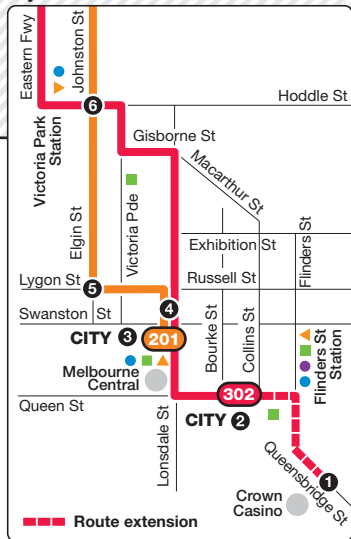 Eastern Fwy
Johnston St
Hoddle St
6
Victoria Park
Station
Gisborne St
Macarthur St
Victoria Pde
Elgin St
Exhibition St
Flinders St
Lygon St
5
Russell St
4
Swanston St
CITY 3
201
Bourke St
Collins St
Flinders St
Station
Melbourne
Central
302
Queen St
CITY 2
Lonsdale St
1
Queensbridge St
Crown
Casino
Route extension